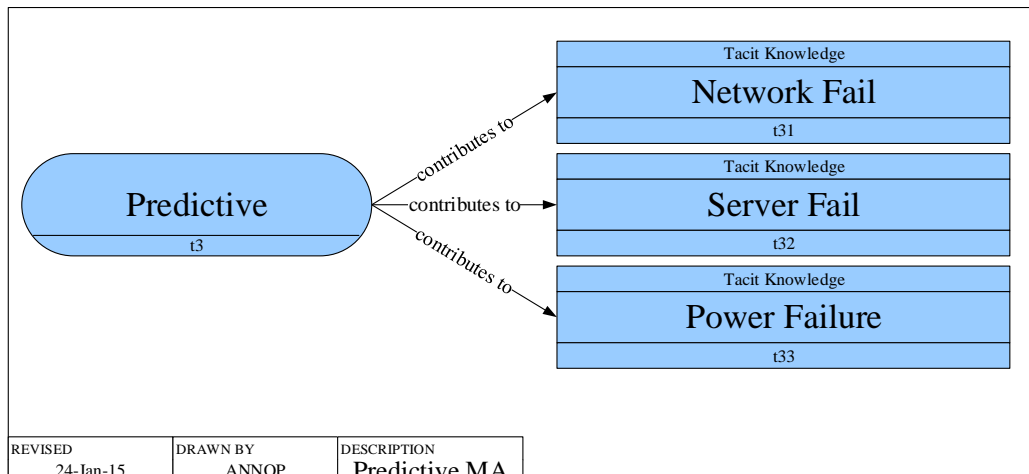 Tacit Knowledge
Network Fail
t31
contributes to
Predictive
t3
contributes to
Tacit Knowledge
Server Fail
t32
contributes to
Tacit Knowledge
Power Failure
t33
REVISED
24-Jan-15
DRAWN BY
ANNOP
DESCRIPTION
Predictive MA